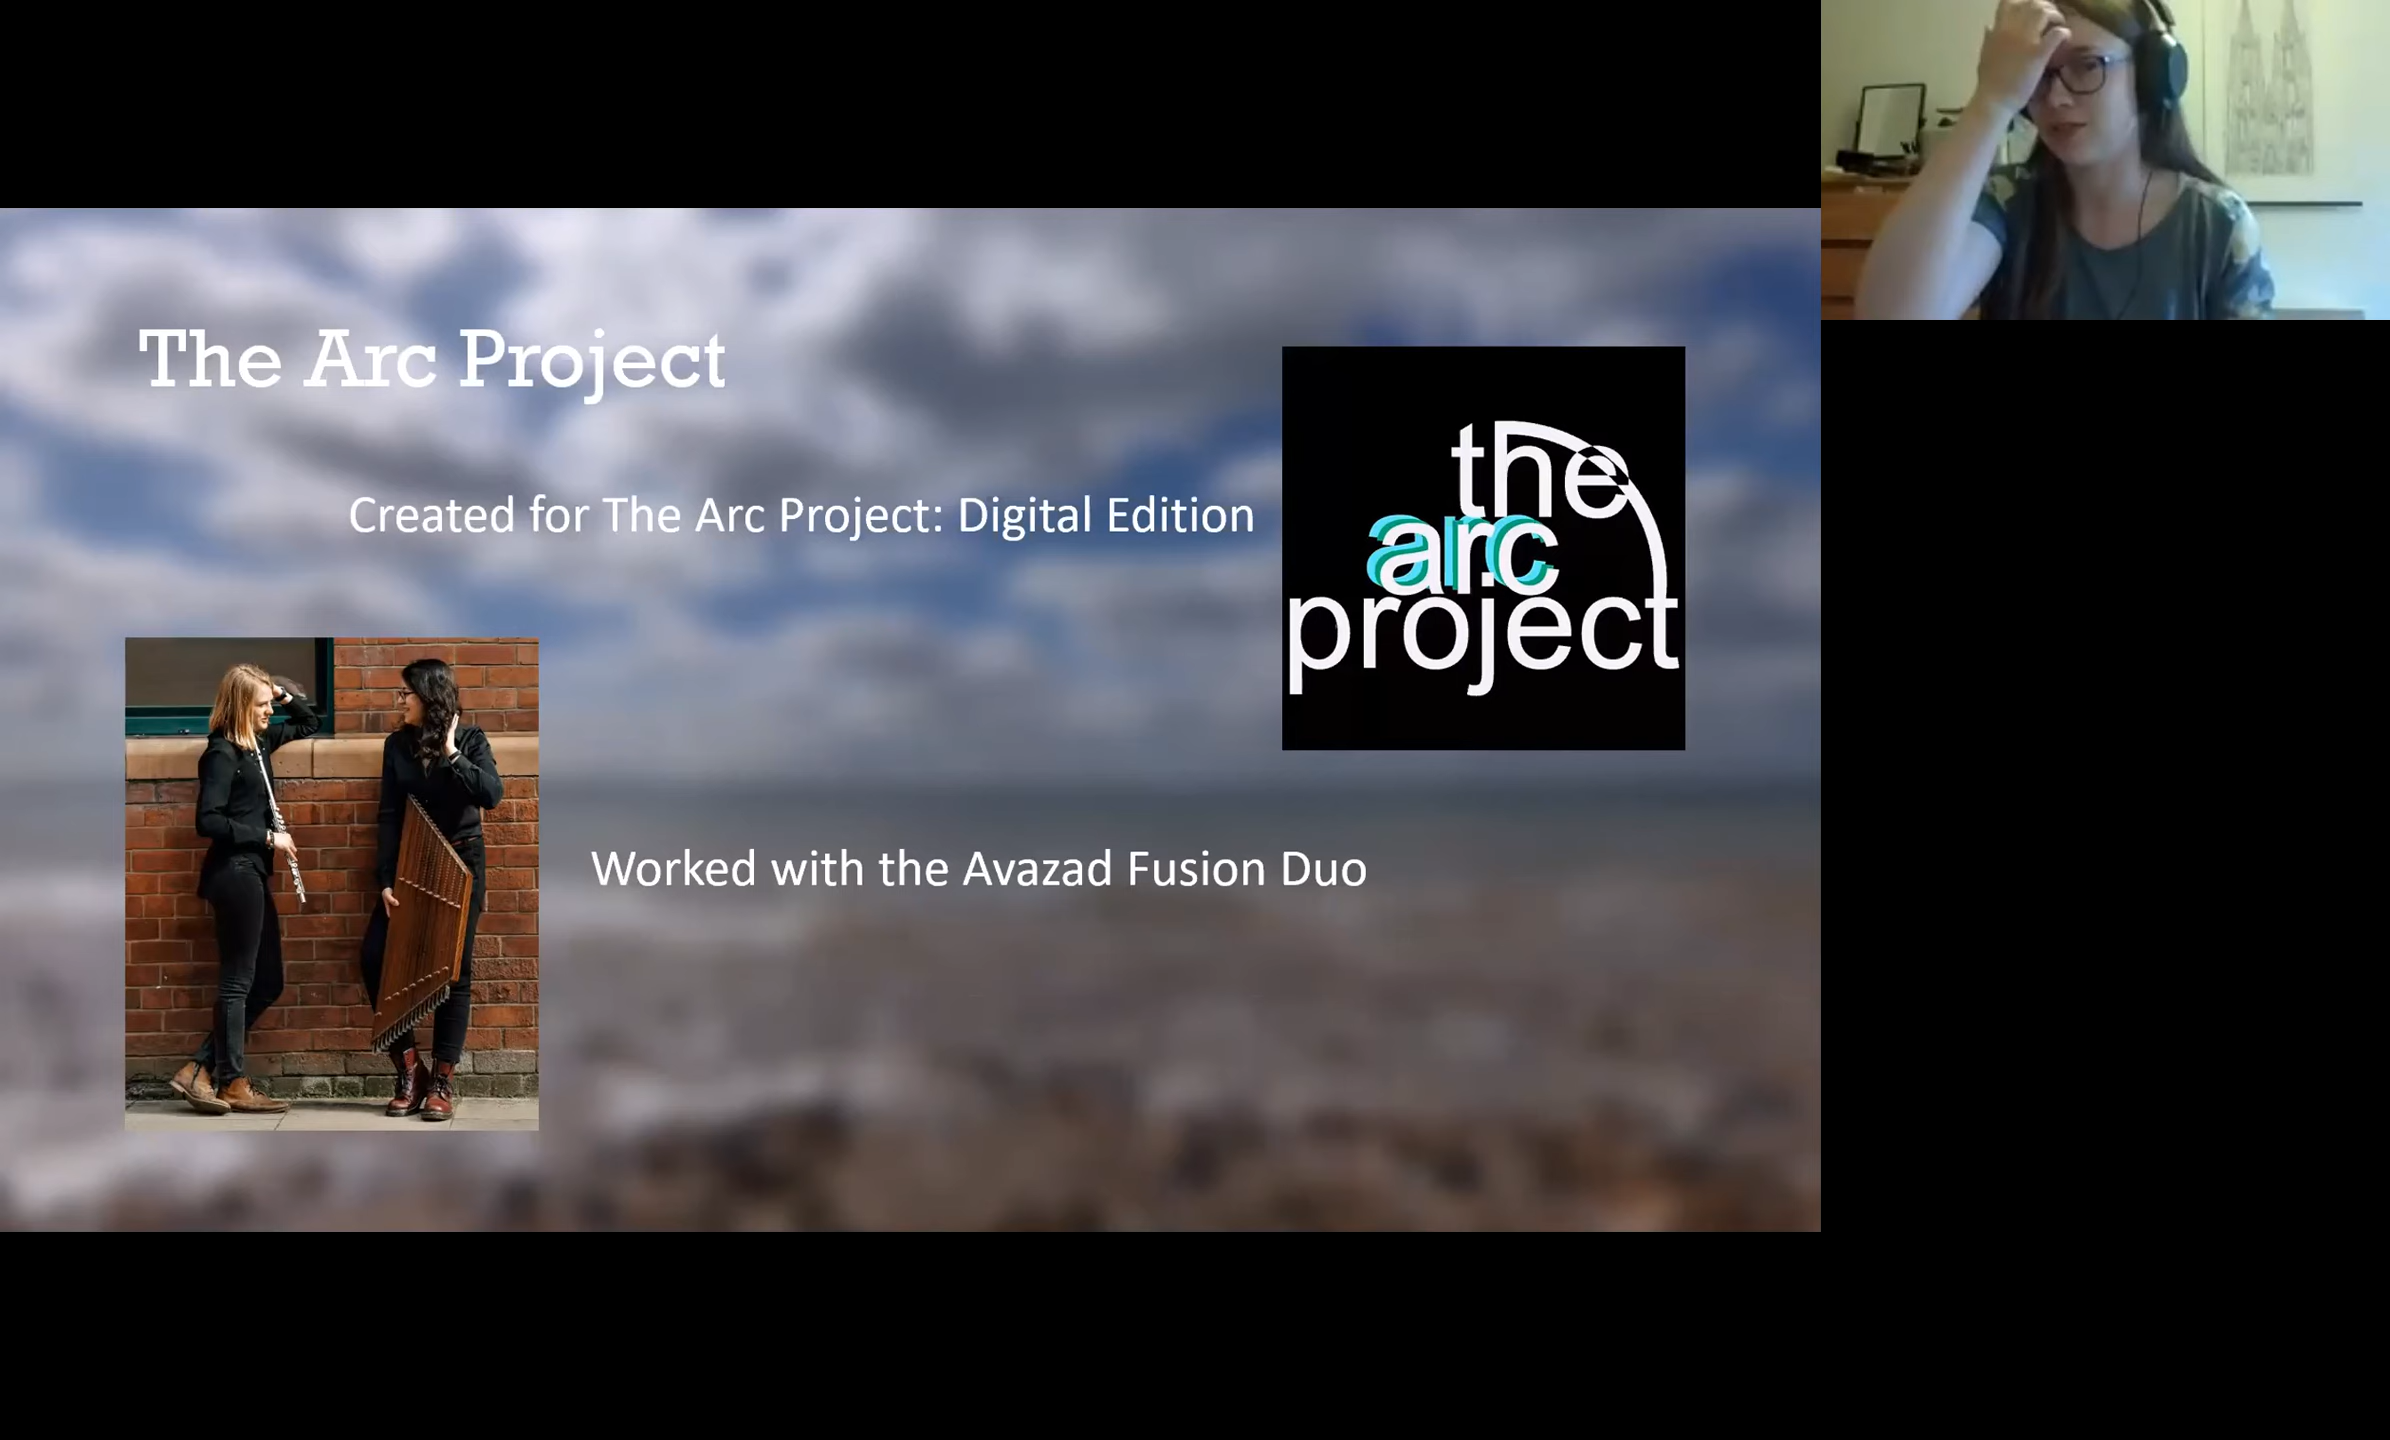 The Arc Project
Created for The Arc Project: Digital Edition
the
arc
project
Worked with the Avazad Fusion Duo